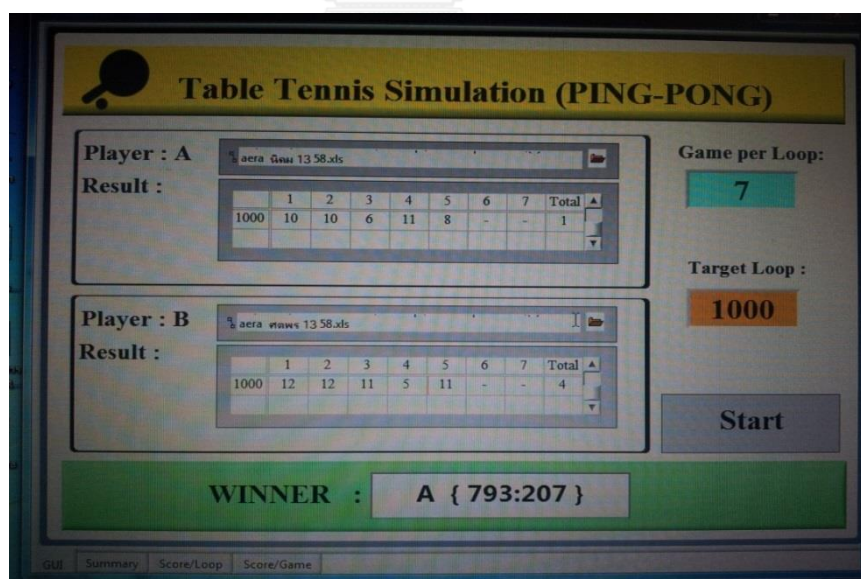 Table Tennis Simulation (PING-PONG)
Player : A
aera นิคม 13 58.xls
Result :
1 2 3 4 5 6 7 Total
1000 10 10 6 11 8 - - 1
Player : B
aera ศตพร 13 58.xls
Result :
1 2 3 4 5 6 7 Total
1000 12 12 11 5 11 - - 4
Game per Loop:
7
Target Loop :
1000
Start
WINNER : A { 793:207 }
GUI Summary Score/Loop Score/Game